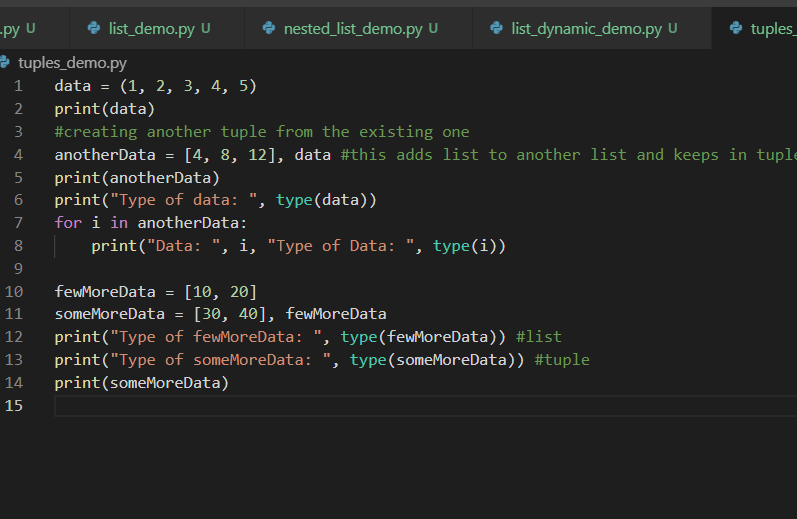 .py U list_demo.py U nested_list_demo.py U list_dynamic_demo.py U tuples_
tuples_demo.py
1 data = (1, 2, 3, 4, 5)
2 print(data)
3 #creating another tuple from the existing one
4 anotherData = [4, 8, 12], data #this adds list to another list and keeps in tuple
5 print(anotherData)
6 print("Type of data: ", type(data))
7 for i in anotherData:
8     print("Data: ", i, "Type of Data: ", type(i))
9
10 fewMoreData = [10, 20]
11 someMoreData = [30, 40], fewMoreData
12 print("Type of fewMoreData: ", type(fewMoreData)) #list
13 print("Type of someMoreData: ", type(someMoreData)) #tuple
14 print(someMoreData)
15